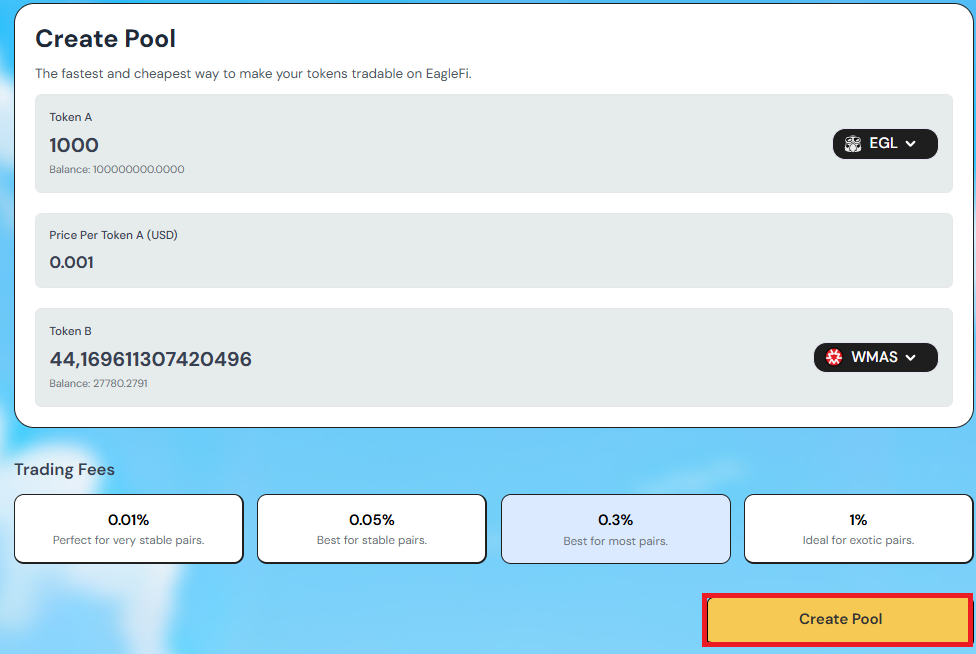 Create Pool
The fastest and cheapest way to make your tokens tradable on EagleFi.
Token A
1000
EGL
Balance: 100000000.0000
Price Per Token A (USD)
0.001
Token B
44,169611307420496
WMAS
Balance: 27780.2791
Trading Fees
0.01%
Perfect for very stable pairs.
0.05%
Best for stable pairs.
0.3%
Best for most pairs.
1%
Ideal for exotic pairs.
Create Pool